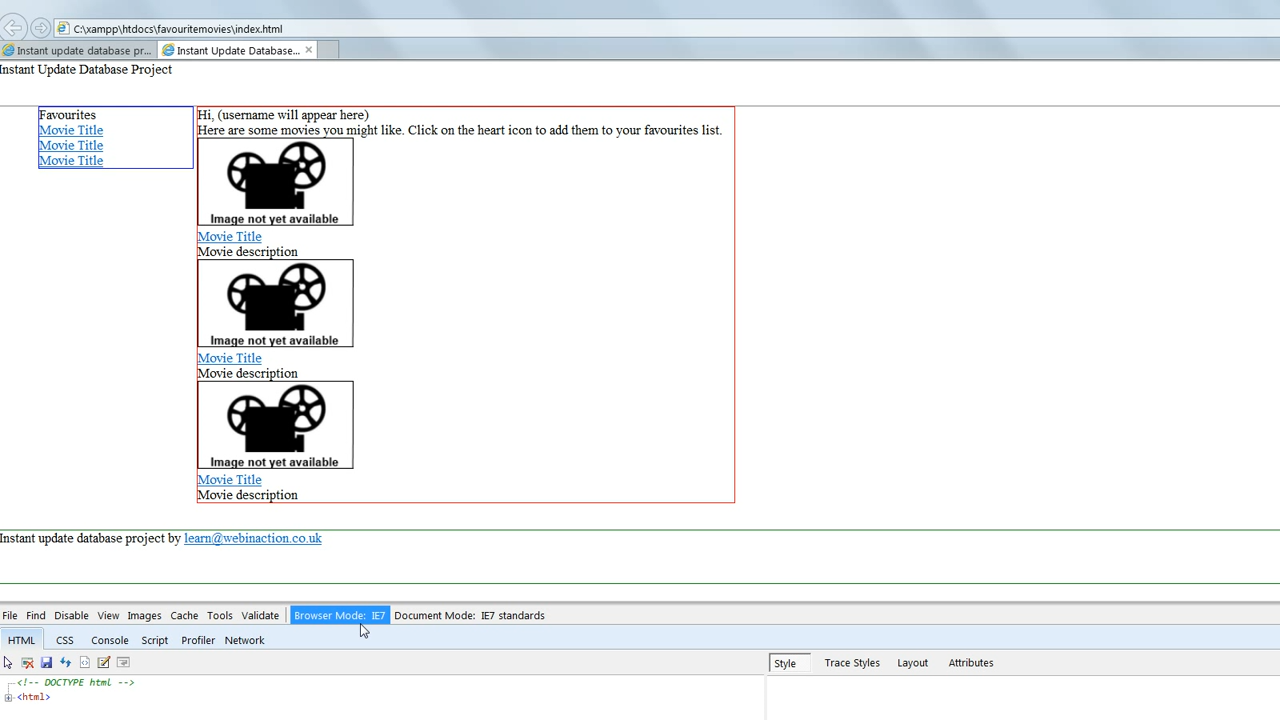 C:\xampp\htdocs\favouritemovies\index.html
Instant update database pr... Instant Update Database...
Instant Update Database Project
Favourites
Movie Title
Movie Title
Movie Title
Hi, (username will appear here)
Here are some movies you might like. Click on the heart icon to add them to your favourites list.
Image not yet available
Movie Title
Movie description
Image not yet available
Movie Title
Movie description
Image not yet available
Movie Title
Movie description
Instant update database project by learn@webinaction.co.uk
File Find Disable View Images Cache Tools Validate Browser Mode: IE7 Document Mode: IE7 standards
HTML CSS Console Script Profiler Network
Style Trace Styles Layout Attributes
<!-- DOCTYPE html -->
<html>